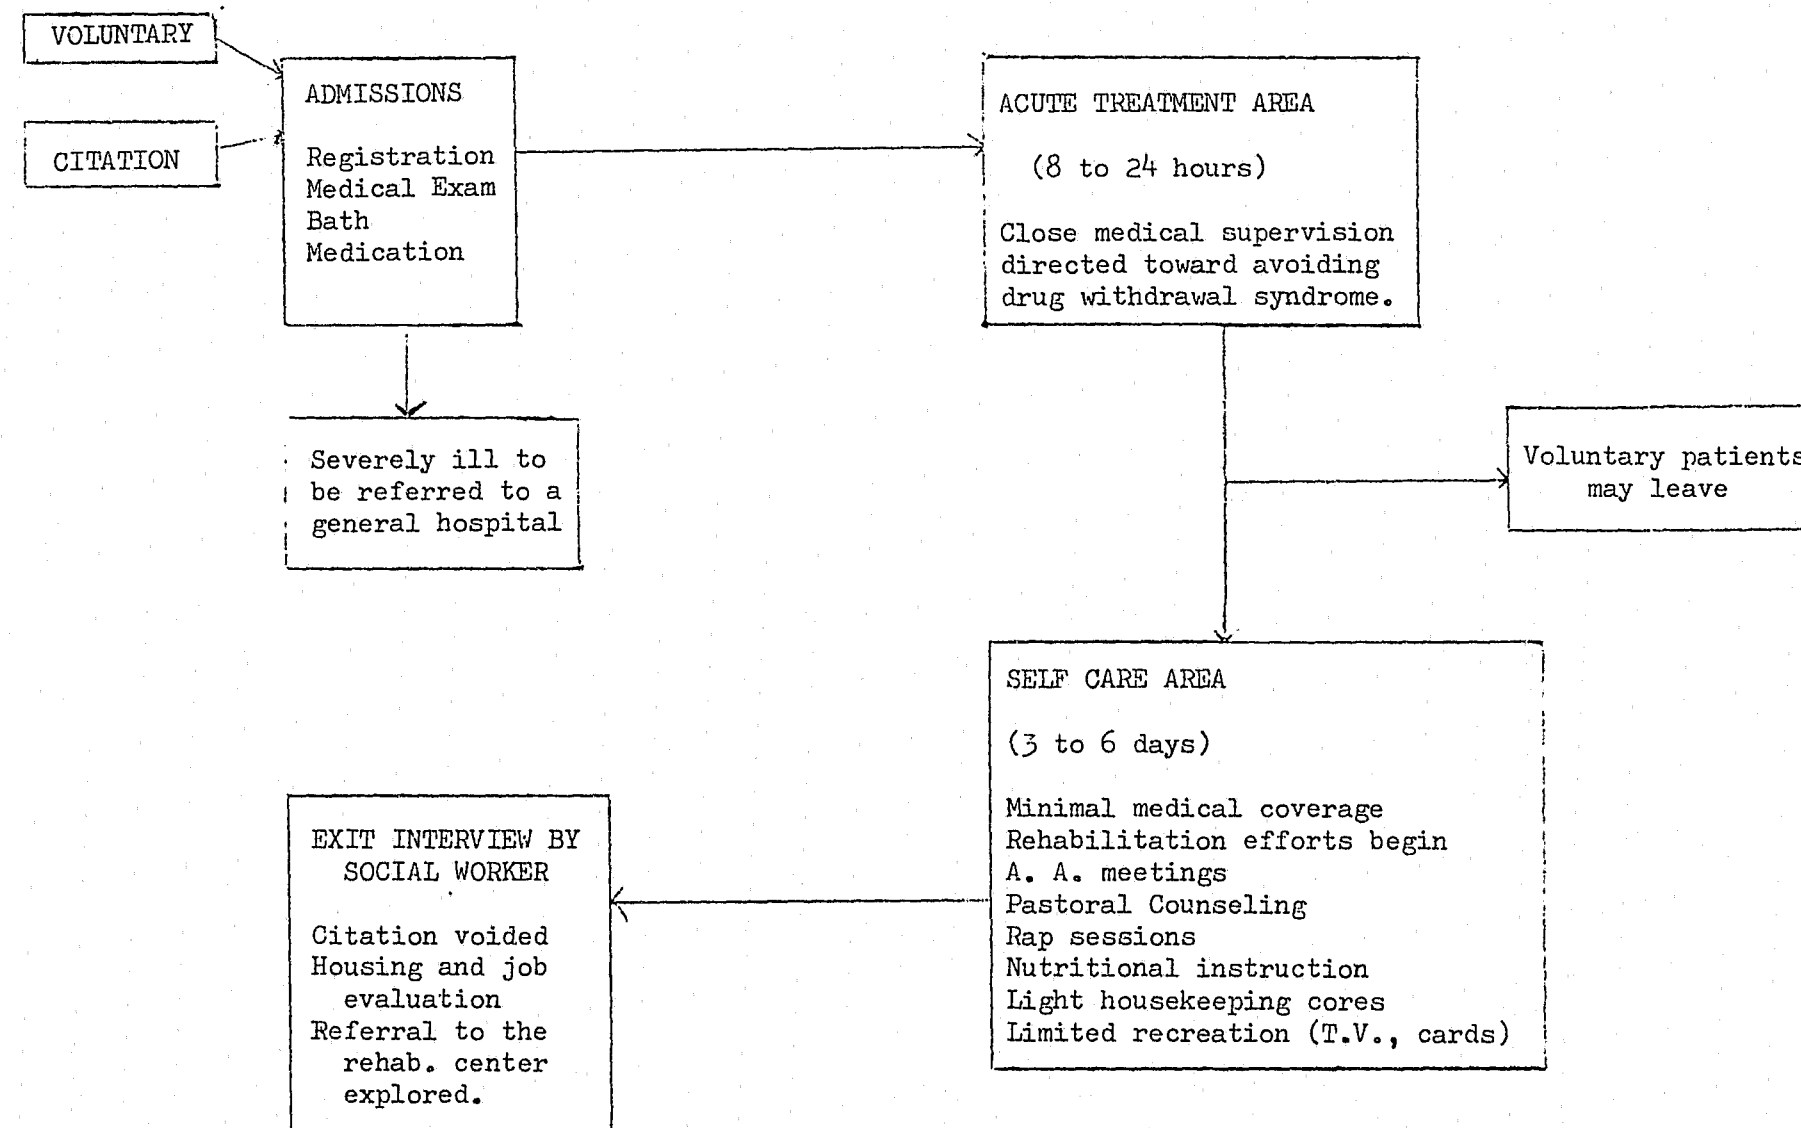 VOLUNTARY
CITATION
ADMISSIONS
Registration
Medical Exam
Bath
Medication
Severely ill to
be referred to a
general hospital
ACUTE TREATMENT AREA
(8 to 24 hours)
Close medical supervision
directed toward avoiding
drug withdrawal syndrome.
Voluntary patients
may leave
SELF CARE AREA
(3 to 6 days)
Minimal medical coverage
Rehabilitation efforts begin
A. A. meetings
Pastoral Counseling
Rap sessions
Nutritional instruction
Light housekeeping cores
Limited recreation (T.V., cards)
EXIT INTERVIEW BY
SOCIAL WORKER
Citation voided
Housing and job
evaluation
Referral to the
rehab. center
explored.